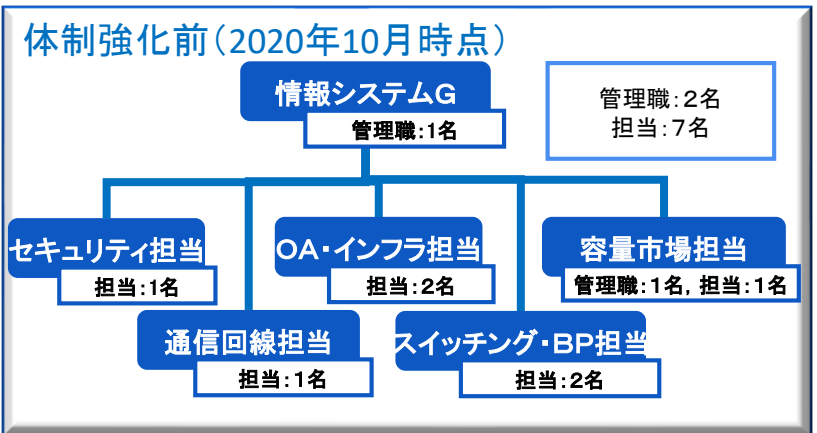 体制強化前（2020年10月時点）
情報システムＧ
管理職：1名
管理職：2名
担当：7名
セキュリティ担当
担当：1名
ＯＡ・インフラ担当
担当：2名
容量市場担当
管理職：1名，担当：1名
通信回線担当
担当：1名
スイッチング・ＢＰ担当
担当：2名